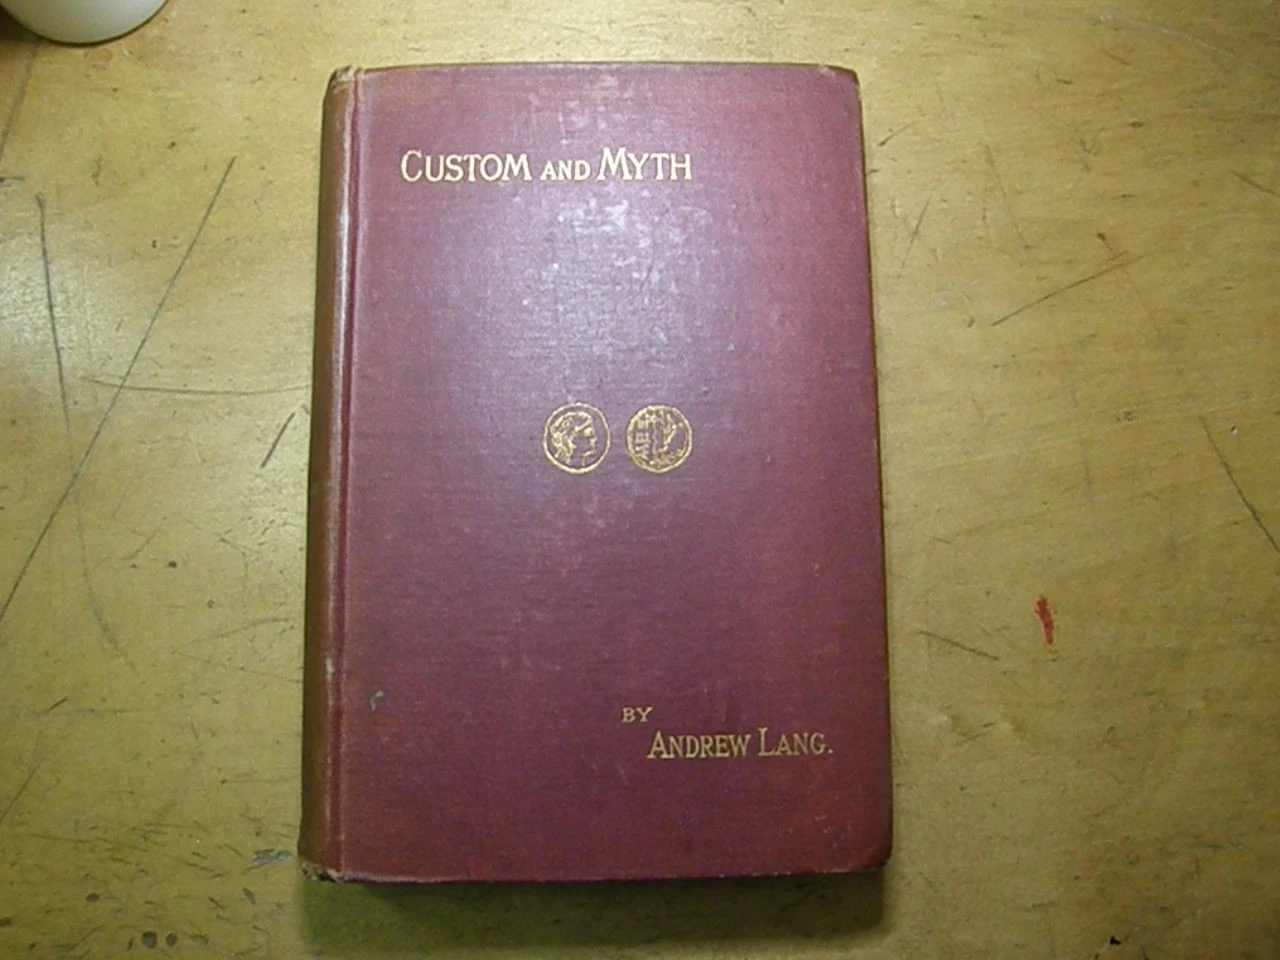 CUSTOM AND MYTH
BY
ANDREW LANG.